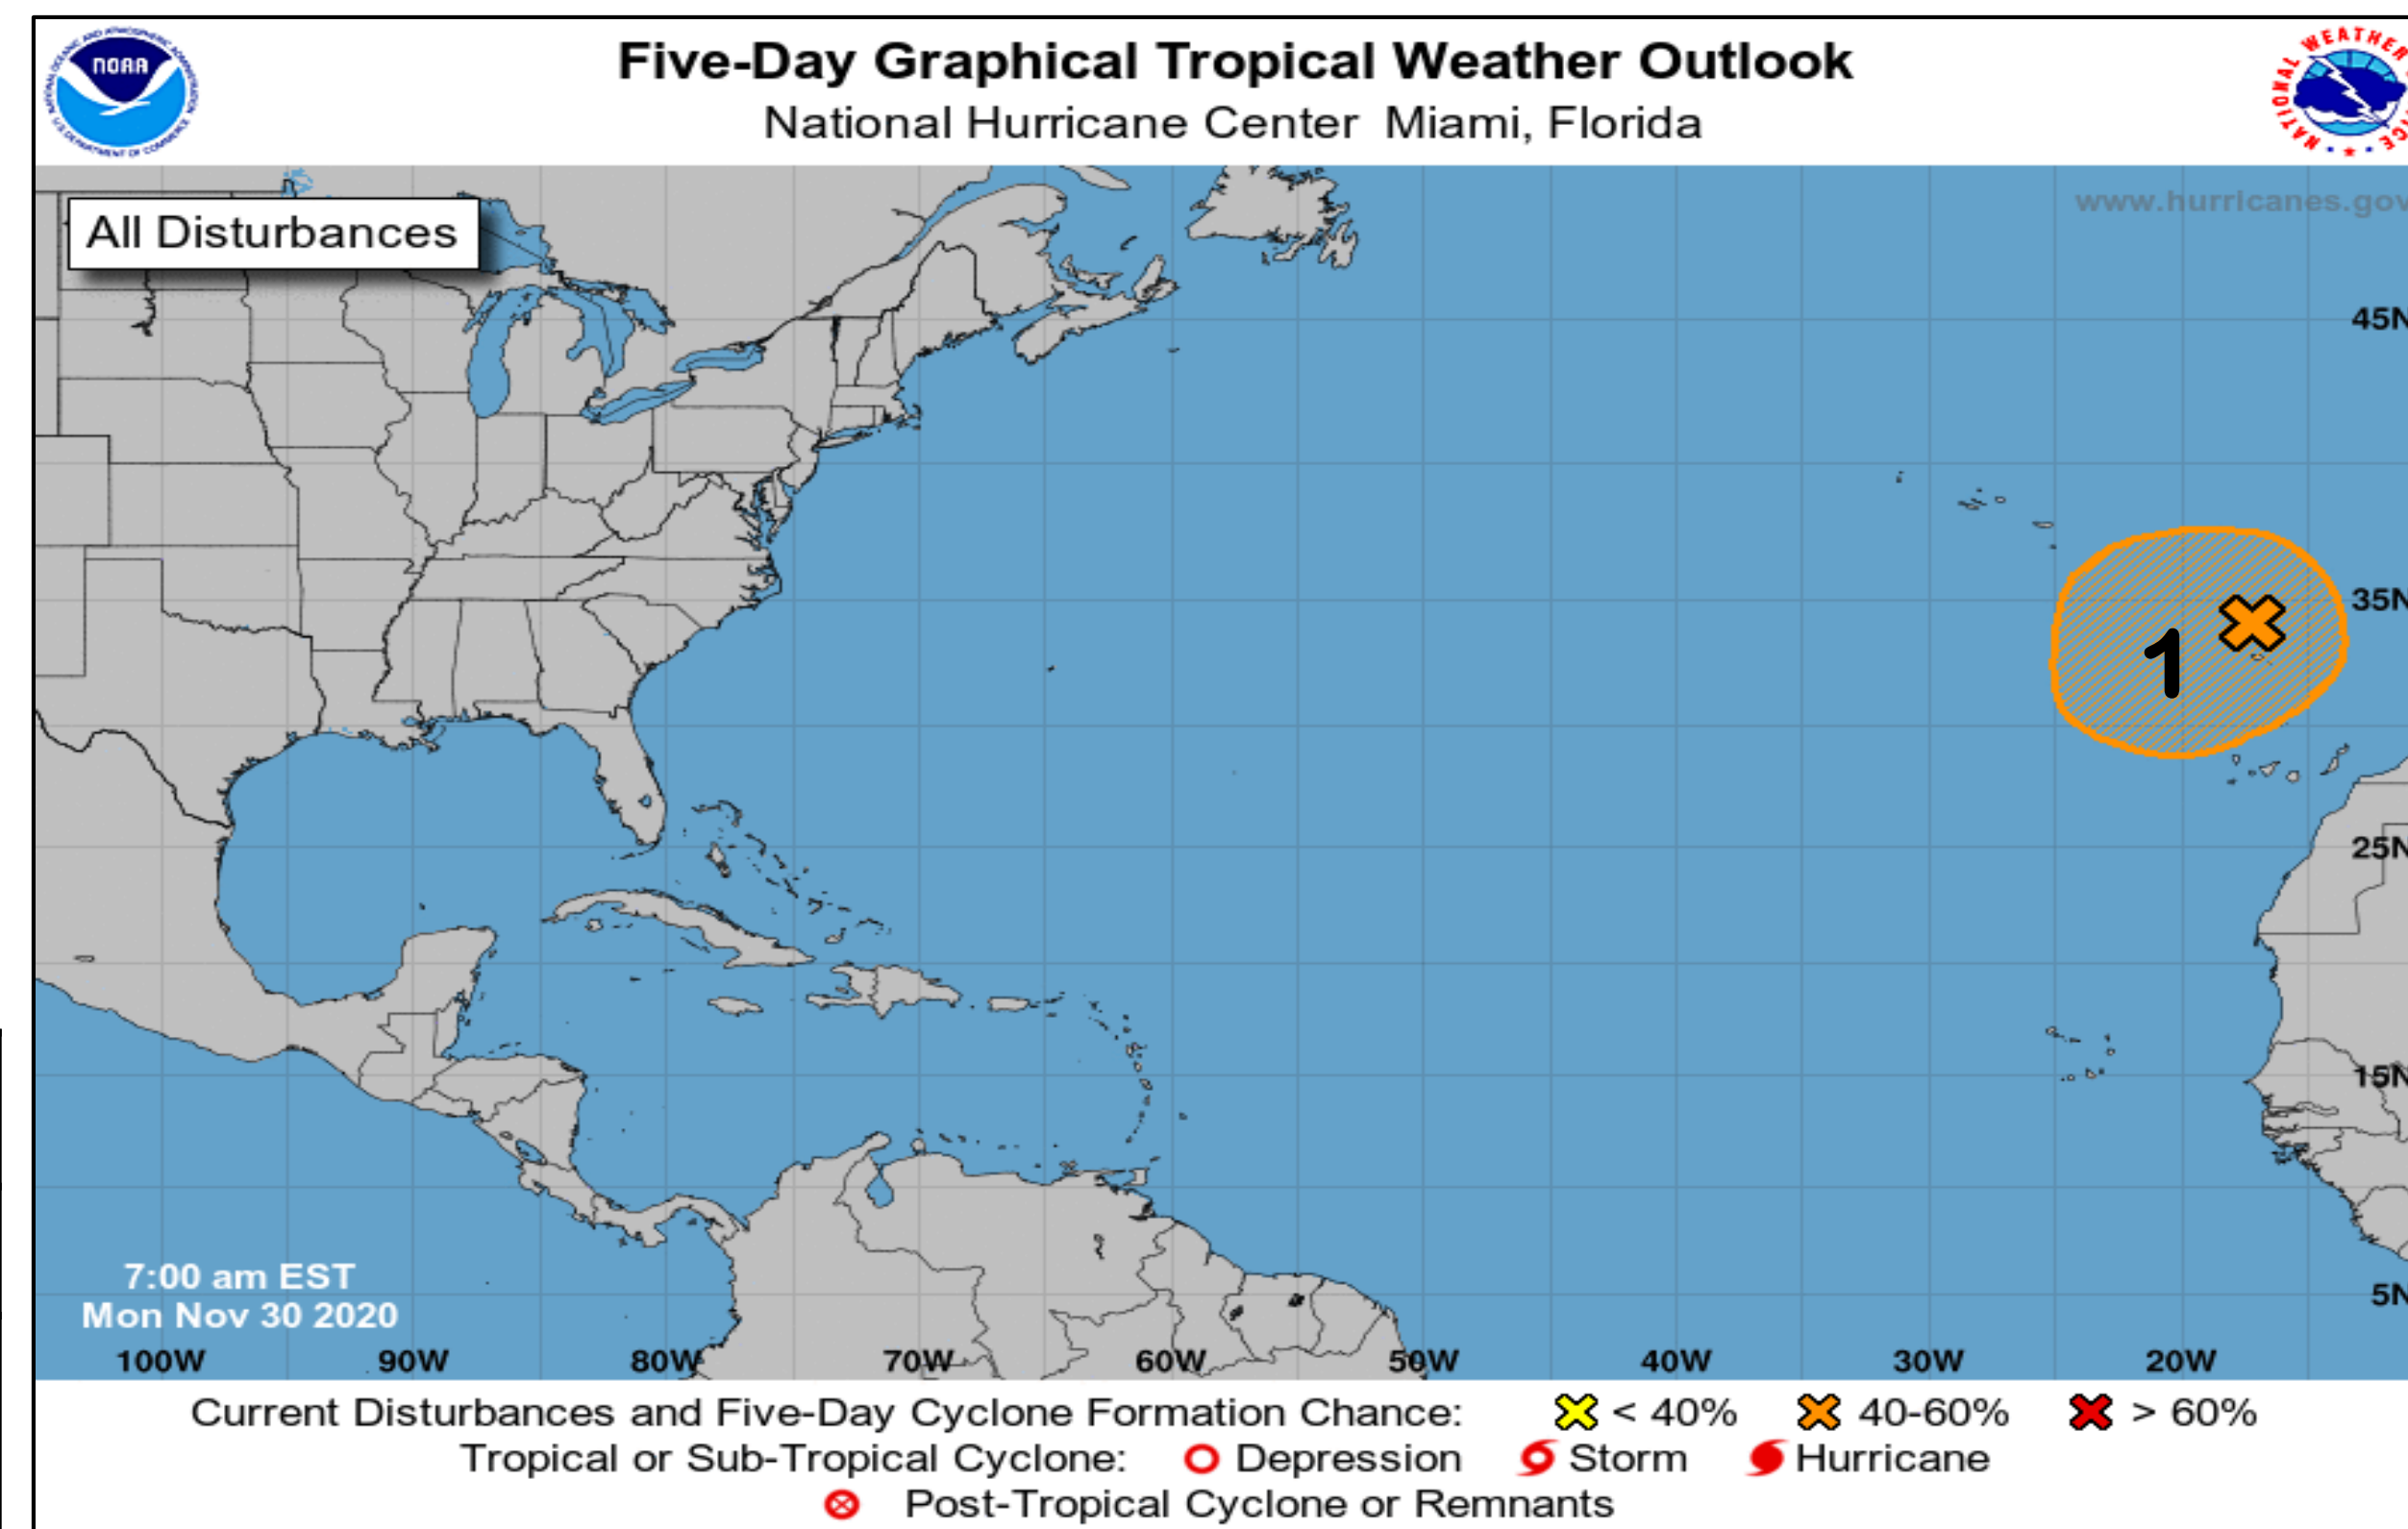 Five-Day Graphical Tropical Weather Outlook
National Hurricane Center Miami, Florida
NOAA
www.hurricanes.gov
All Disturbances
45N
35N
1
25N
15N
5N
7:00 am EST
Mon Nov 30 2020
100W 90W 80W 70W 60W 50W 40W 30W 20W
Current Disturbances and Five-Day Cyclone Formation Chance: < 40% 40-60% > 60%
Tropical or Sub-Tropical Cyclone: Depression Storm Hurricane
Post-Tropical Cyclone or Remnants